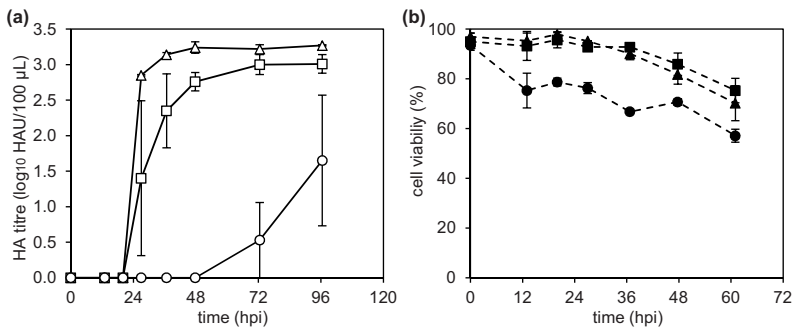 (a)
3.5
3.0
2.5
2.0
1.5
1.0
0.5
0.0
HA titre (log10 HAU/100 µL)
0 24 48 72 96 120
time (hpi)
(b)
100
80
60
40
20
0
cell viabiliy (%)
0 12 24 36 48 60 72
time (hpi)